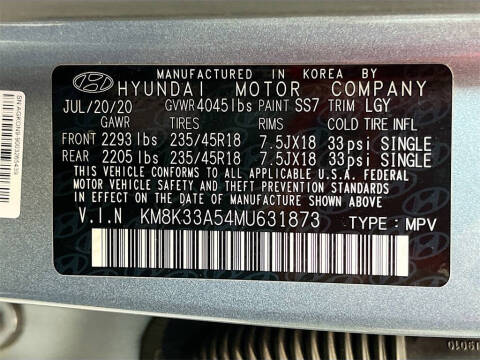 MANUFACTURED IN KOREA BY
HYUNDAI MOTOR COMPANY
JUL/20/20 GVWR 4045lbs PAINT SS7 TRIM LGY
GAWR TIRES RIMS COLD TIRE INFL
FRONT 2293lbs 235/45R18 7.5JX18 33psi SINGLE
REAR 2205lbs 235/45R18 7.5JX18 33psi SINGLE
THIS VEHICLE CONFORMS TO ALL APPLICABLE U.S.A. FEDERAL
MOTOR VEHICLE SAFETY, BUMPER, AND THEFT PREVENTION STANDARDS
IN EFFECT ON THE DATE OF MANUFACTURE SHOWN ABOVE
V.I.N KM8K33A54MU631873 TYPE : MPV
19010